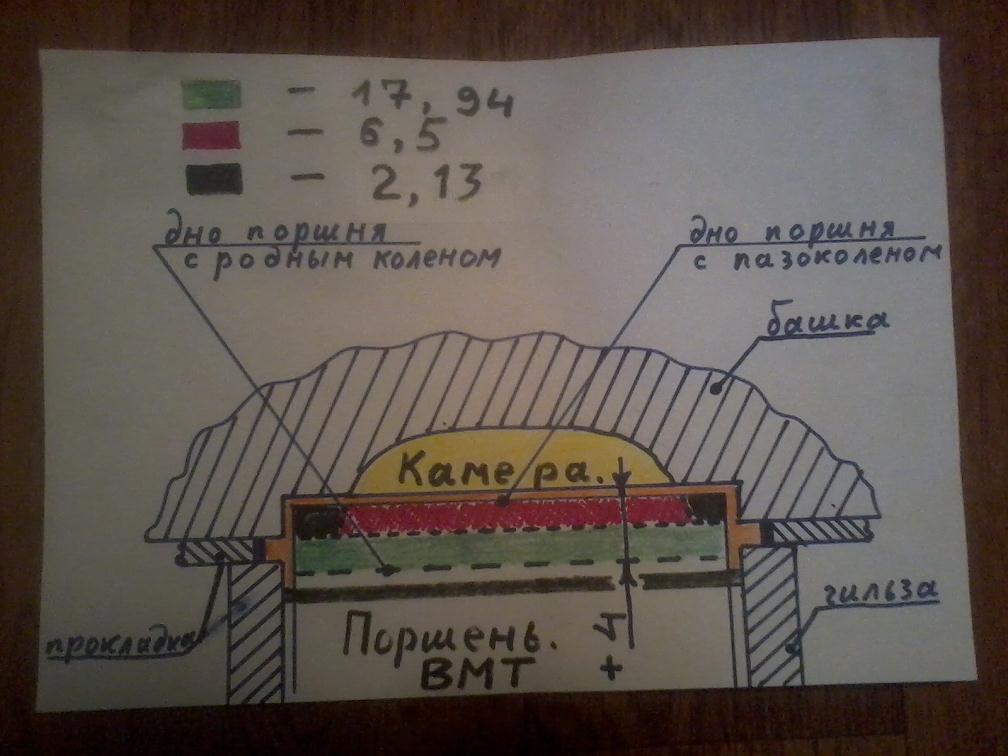 - 17, 94
- 6,5
- 2,13
дно поршня
с родным коленом
дно поршня
с пазоколеном
башка
Камера.
прокладка
гильза
Поршень.
ВМТ
+4